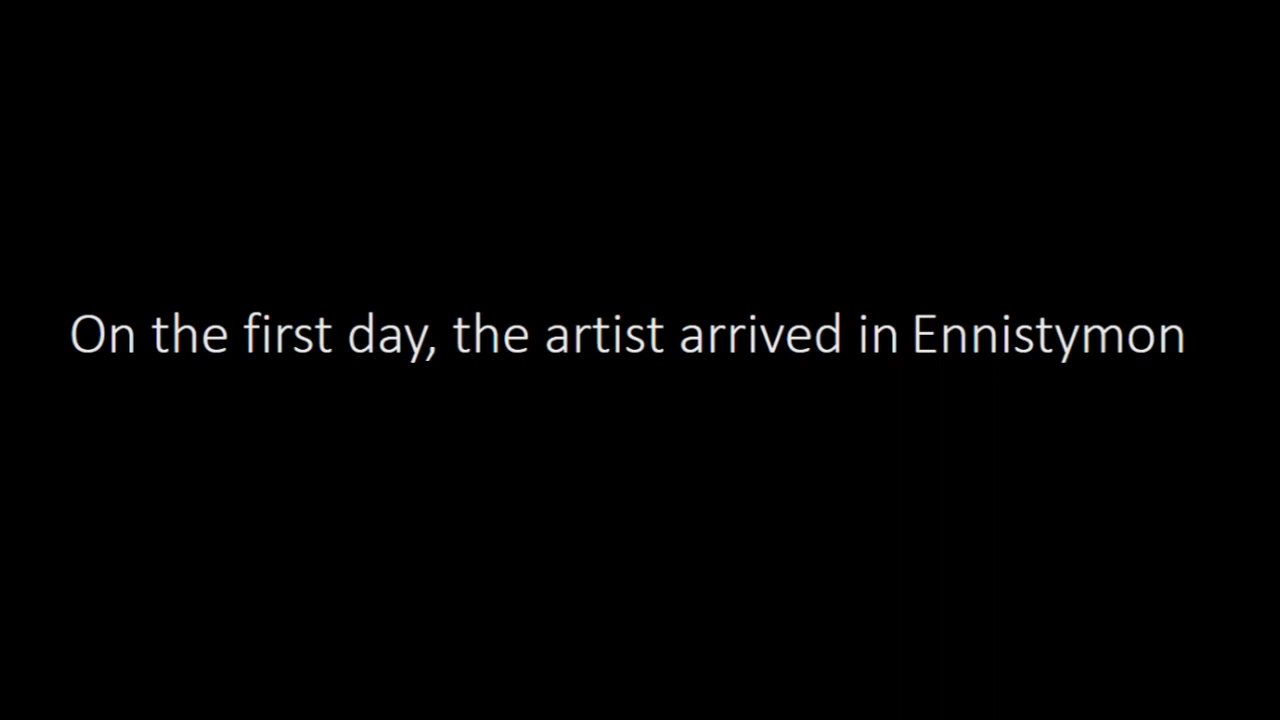 On the first day, the artist arrived in Ennistymon